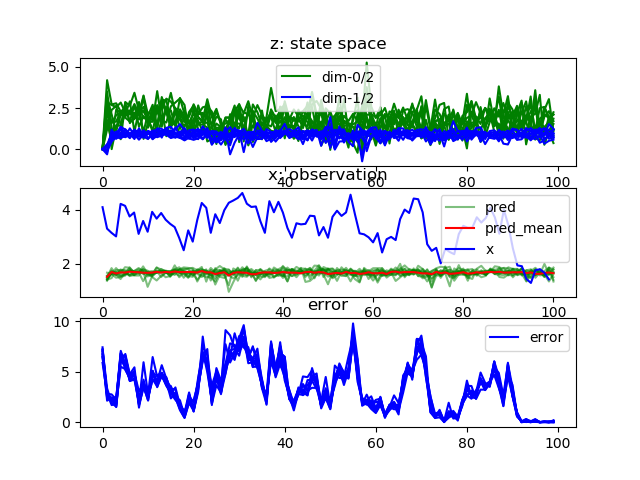 z: state space
5.0
2.5
0.0
dim-0/2
dim-1/2
0 20 40 60 80 100
x: observation
4
2
pred
pred_mean
x
0 20 40 60 80 100
error
10
5
0
error
0 20 40 60 80 100